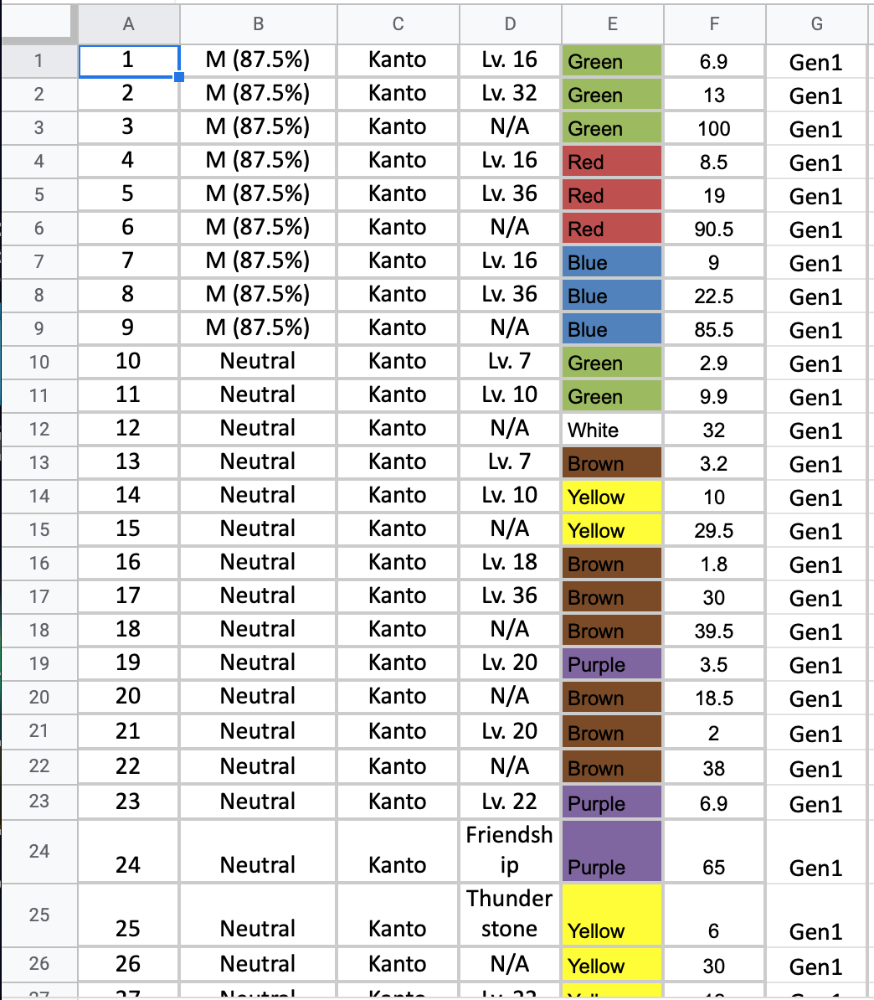 A B C D E F G
1 1 M (87.5%) Kanto Lv. 16 Green 6.9 Gen1
2 2 M (87.5%) Kanto Lv. 32 Green 13 Gen1
3 3 M (87.5%) Kanto N/A Green 100 Gen1
4 4 M (87.5%) Kanto Lv. 16 Red 8.5 Gen1
5 5 M (87.5%) Kanto Lv. 36 Red 19 Gen1
6 6 M (87.5%) Kanto N/A Red 90.5 Gen1
7 7 M (87.5%) Kanto Lv. 16 Blue 9 Gen1
8 8 M (87.5%) Kanto Lv. 36 Blue 22.5 Gen1
9 9 M (87.5%) Kanto N/A Blue 85.5 Gen1
10 10 Neutral Kanto Lv. 7 Green 2.9 Gen1
11 11 Neutral Kanto Lv. 10 Green 9.9 Gen1
12 12 Neutral Kanto N/A White 32 Gen1
13 13 Neutral Kanto Lv. 7 Brown 3.2 Gen1
14 14 Neutral Kanto Lv. 10 Yellow 10 Gen1
15 15 Neutral Kanto N/A Yellow 29.5 Gen1
16 16 Neutral Kanto Lv. 18 Brown 1.8 Gen1
17 17 Neutral Kanto Lv. 36 Brown 30 Gen1
18 18 Neutral Kanto N/A Brown 39.5 Gen1
19 19 Neutral Kanto Lv. 20 Purple 3.5 Gen1
20 20 Neutral Kanto N/A Brown 18.5 Gen1
21 21 Neutral Kanto Lv. 20 Brown 2 Gen1
22 22 Neutral Kanto N/A Brown 38 Gen1
23 23 Neutral Kanto Lv. 22 Purple 6.9 Gen1
Friendsh
24 24 Neutral Kanto ip Purple 65 Gen1
Thunder
25 25 Neutral Kanto stone Yellow 6 Gen1
26 26 Neutral Kanto N/A Yellow 30 Gen1